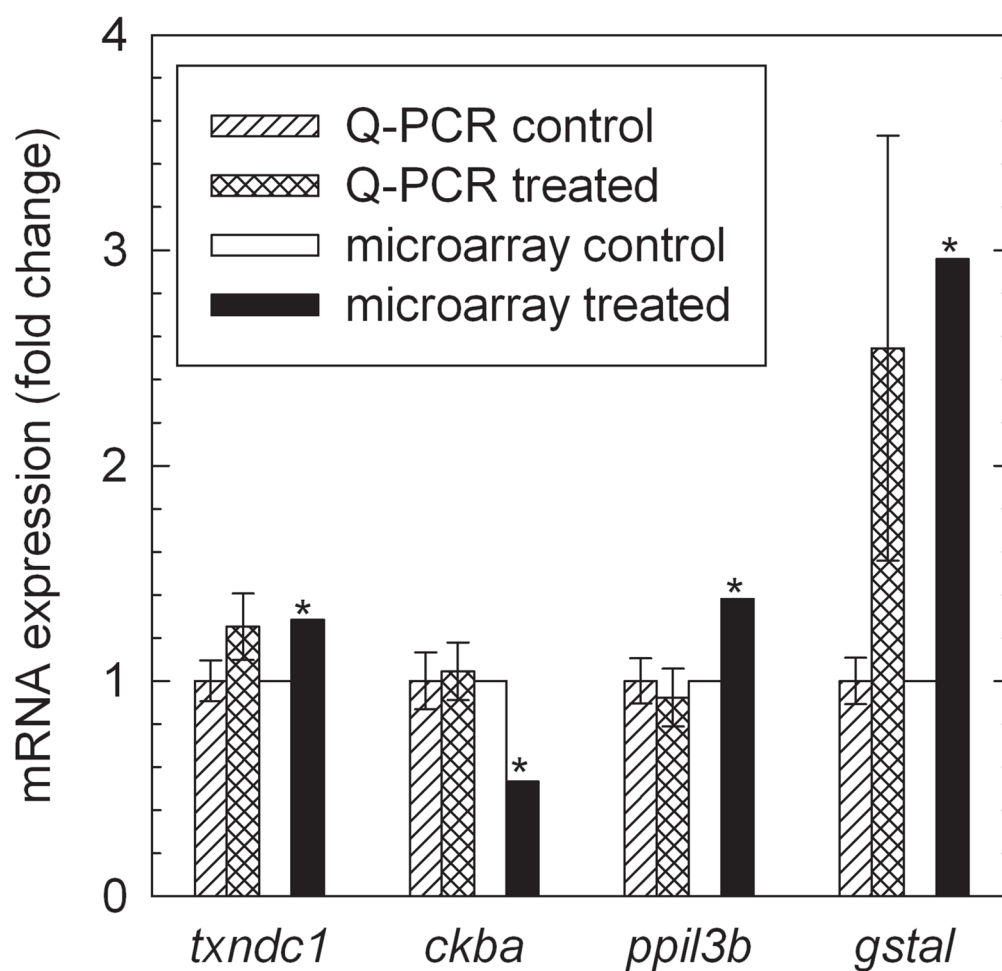 mRNA expression (fold change)
4
3
2
1
0
Q-PCR control
Q-PCR treated
microarray control
microarray treated
*
*
*
*
txndc1 ckba ppil3b gstal